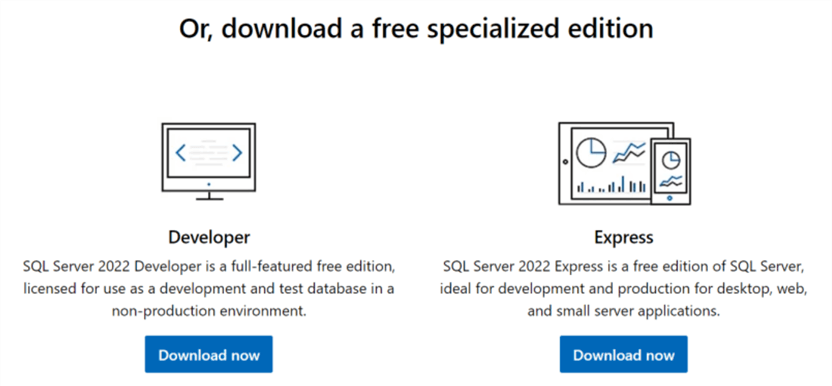 Or, download a free specialized edition
Developer
SQL Server 2022 Developer is a full-featured free edition,
licensed for use as a development and test database in a
non-production environment.
Download now
Express
SQL Server 2022 Express is a free edition of SQL Server,
ideal for development and production for desktop, web,
and small server applications.
Download now